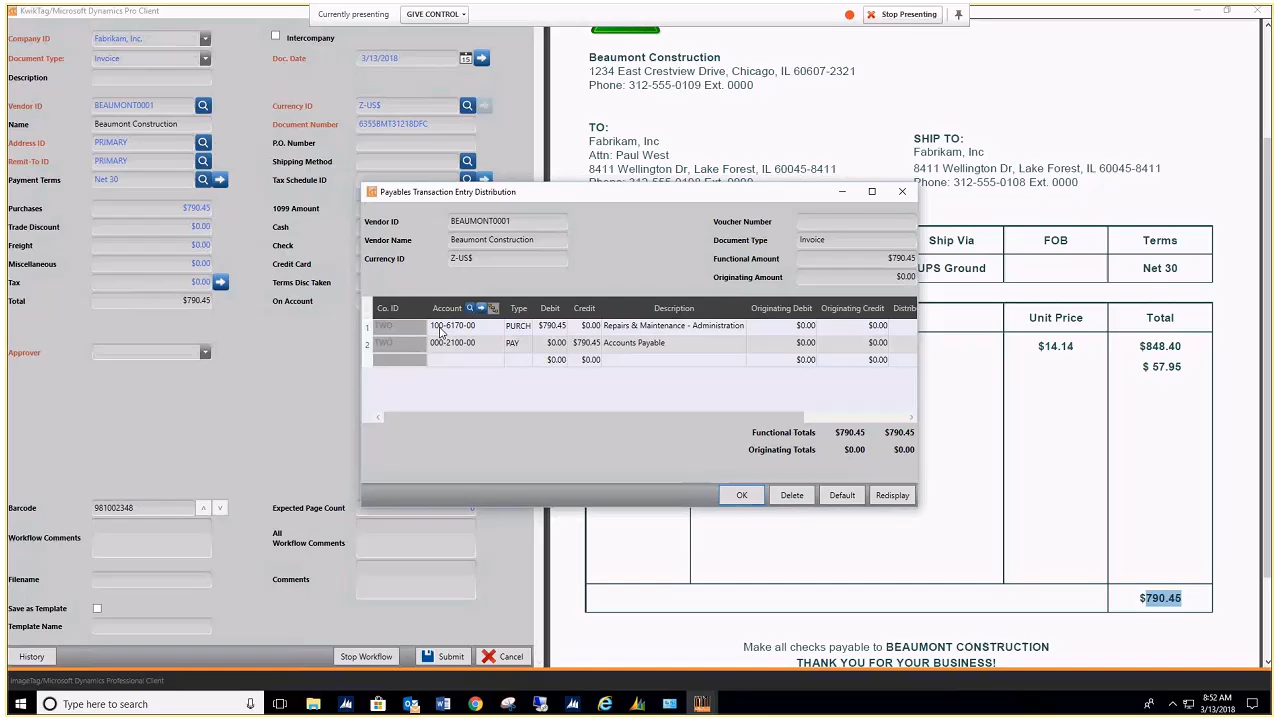 KwikTag/Microsoft Dynamics Pro Client
Currently presenting
GIVE CONTROL
Stop Presenting
Company ID Fabrikam, Inc.
Intercompany
Document Type: Invoice
Doc. Date 3/13/2018
Description
Vendor ID BEAUMONT0001
Currency ID Z-US$
Name Beaumont Construction
Document Number 6355BMT31218DFC
Address ID PRIMARY
P.O. Number
Remit-To ID PRIMARY
Shipping Method
Payment Terms Net 30
Tax Schedule ID
Purchases $790.45
1099 Amount
Trade Discount $0.00
Cash
Freight $0.00
Check
Miscellaneous $0.00
Credit Card
Tax $0.00
Terms Disc Taken
Total $790.45
On Account
Approver
Barcode 981002348
Expected Page Count 0
Workflow Comments
All
Workflow Comments
Filename
Comments
Save as Template
Template Name
History
Stop Workflow
Submit
Cancel
ImageTag/Microsoft Dynamics Professional Client
Payables Transaction Entry Distribution
Vendor ID BEAUMONT0001
Voucher Number
Vendor Name Beaumont Construction
Document Type Invoice
Currency ID Z-US$
Functional Amount $790.45
Originating Amount $0.00
Co. ID Account Type Debit Credit Description Originating Debit Originating Credit Distrib
1 TWO 100-6170-00 PURCH $790.45 $0.00 Repairs & Maintenance - Administration $0.00 $0.00
2 TWO 000-2100-00 PAY $0.00 $790.45 Accounts Payable $0.00 $0.00
$0.00 $0.00 $0.00 $0.00
Functional Totals $790.45 $790.45
Originating Totals $0.00 $0.00
OK
Delete
Default
Redisplay
Beaumont Construction
1234 East Crestview Drive, Chicago, IL 60607-2321
Phone: 312-555-0109 Ext. 0000
TO:
Fabrikam, Inc
Attn: Paul West
8411 Wellington Dr, Lake Forest, IL 60045-8411
SHIP TO:
Fabrikam, Inc
8411 Wellington Dr, Lake Forest, IL 60045-8411
Phone: 312-555-0108 Ext. 0000
Ship Via FOB Terms
UPS Ground Net 30
Unit Price Total
$14.14 $848.40
$ 57.95
$790.45
Make all checks payable to BEAUMONT CONSTRUCTION
THANK YOU FOR YOUR BUSINESS!
Type here to search
8:52 AM
3/13/2018